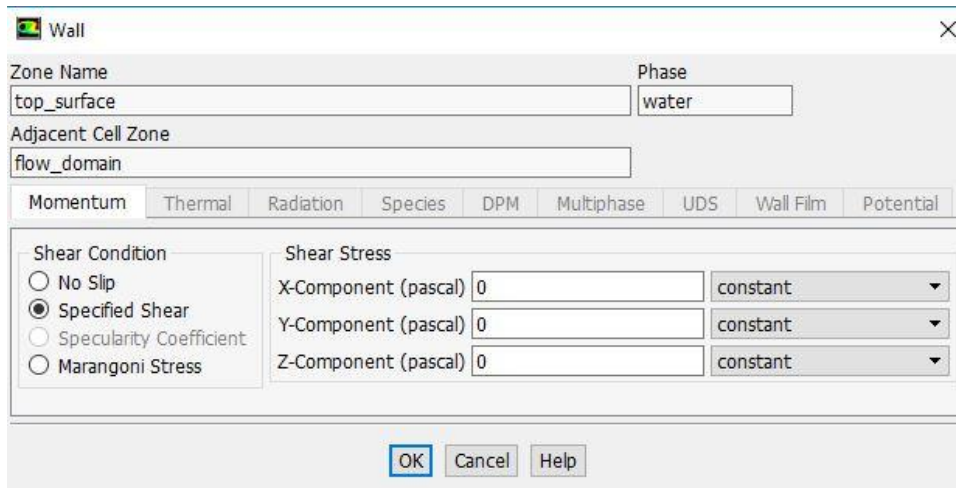 Wall
Zone Name Phase
top_surface water
Adjacent Cell Zone
flow_domain
Momentum Thermal Radiation Species DPM Multiphase UDS Wall Film Potential
Shear Condition Shear Stress
No Slip X-Component (pascal) 0 constant
Specified Shear Y-Component (pascal) 0 constant
Specularity Coefficient
Marangoni Stress Z-Component (pascal) 0 constant
OK Cancel Help